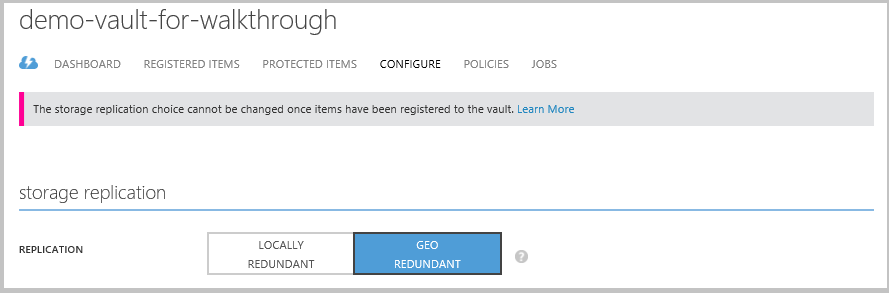 demo-vault-for-walkthrough
DASHBOARD REGISTERED ITEMS PROTECTED ITEMS CONFIGURE POLICIES JOBS
The storage replication choice cannot be changed once items have been registered to the vault. Learn More
storage replication
REPLICATION
LOCALLY
REDUNDANT
GEO
REDUNDANT
?